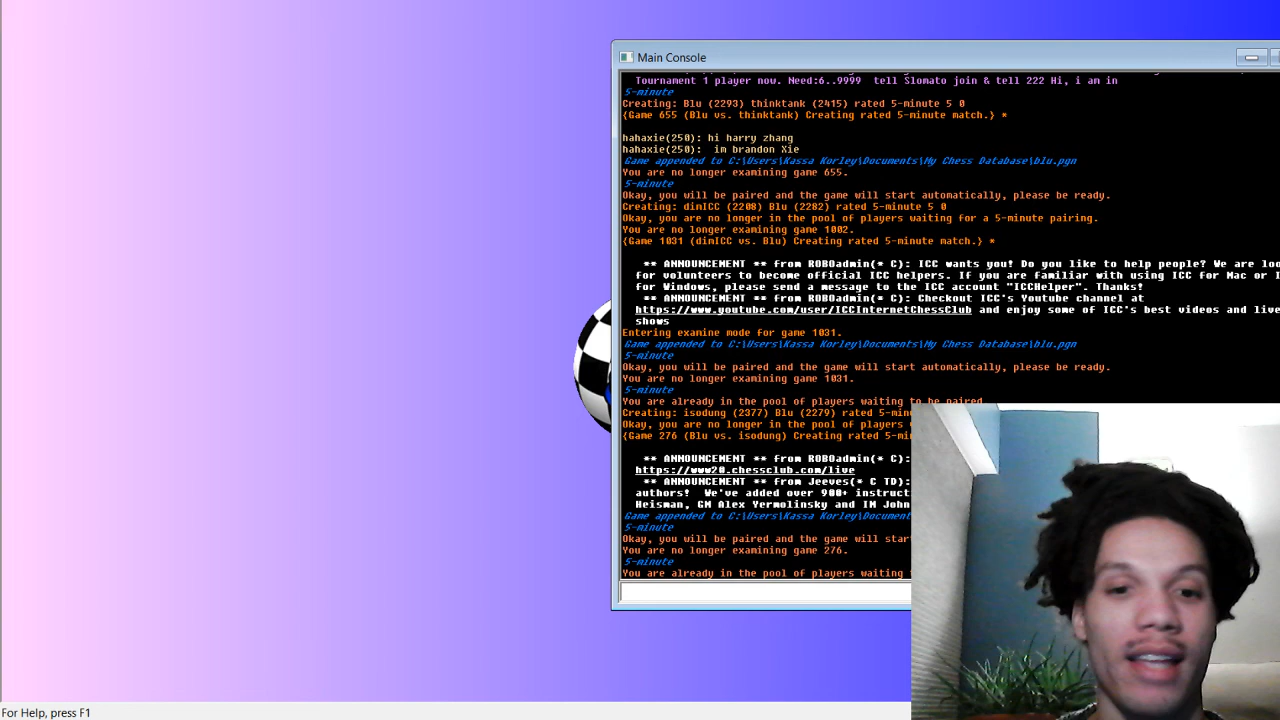 Main Console
Tournament 1 player now. Need:6..9999  tell Slomato join & tell 222 Hi, i am in
5-minute
Creating: Blu (2293) thinktank (2415) rated 5-minute 5 0
{Game 655 (Blu vs. thinktank) Creating rated 5-minute match.} *
hahaxie(250): hi harry zhang
hahaxie(250):  im brandon Xie
Game appended to C:\Users\Kassa Korley\Documents\My Chess Database\blu.pgn
You are no longer examining game 655.
5-minute
Okay, you will be paired and the game will start automatically, please be ready.
Creating: dimICC (2208) Blu (2282) rated 5-minute 5 0
Okay, you are no longer in the pool of players waiting for a 5-minute pairing.
You are no longer examining game 1002.
{Game 1031 (dimICC vs. Blu) Creating rated 5-minute match.} *
** ANNOUNCEMENT ** from ROBOadmin(* C): ICC wants you! Do you like to help people? We are loo
for volunteers to become official ICC helpers. If you are familiar with using ICC for Mac or I
for Windows, please send a message to the ICC account "ICCHelper". Thanks!
** ANNOUNCEMENT ** from ROBOadmin(* C): Checkout ICC's Youtube channel at
https://www.youtube.com/user/ICCInternetChessClub and enjoy some of ICC's best videos and live
shows
Entering examine mode for game 1031.
Game appended to C:\Users\Kassa Korley\Documents\My Chess Database\blu.pgn
5-minute
Okay, you will be paired and the game will start automatically, please be ready.
You are no longer examining game 1031.
5-minute
You are already in the pool of players waiting to be paired
Creating: isodung (2377) Blu (2279) rated 5-min
Okay, you are no longer in the pool of players
{Game 276 (Blu vs. isodung) Creating rated 5-mi
** ANNOUNCEMENT ** from ROBOadmin(* C):
https://www20.chessclub.com/live
** ANNOUNCEMENT ** from Jeeves(* C TD):
authors!  We've added over 900+ instruct
Heisman, GM Alex Yermolinsky and IM John
Game appended to C:\Users\Kassa Korley\Document
5-minute
Okay, you will be paired and the game will star
You are no longer examining game 276.
5-minute
You are already in the pool of players waiting
For Help, press F1